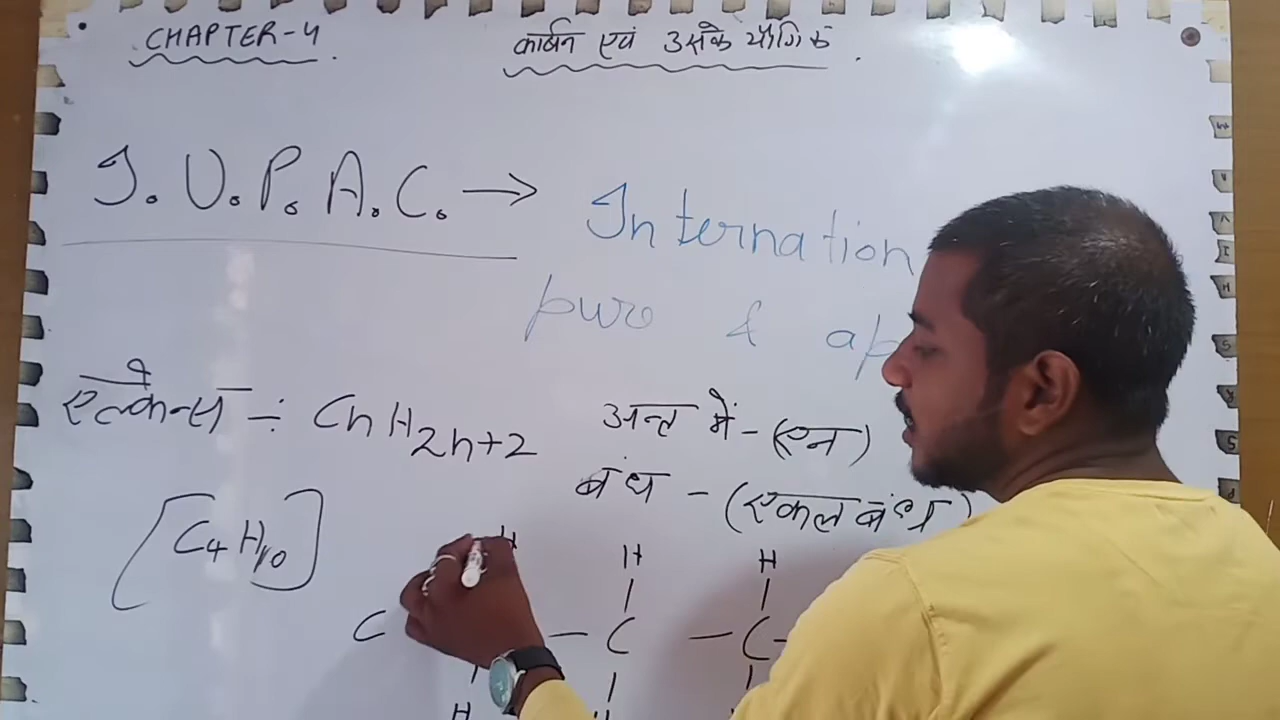 CHAPTER-4 कार्बन एवं उसके यौगिक
I.U.P.A.C. → Internation
pure & ap
एल्केन्स ÷ CnH2n+2 अन्त में - (एन)
बंध - (एकल बंध)
[C4H10]
H H H
C — C — C -
H H